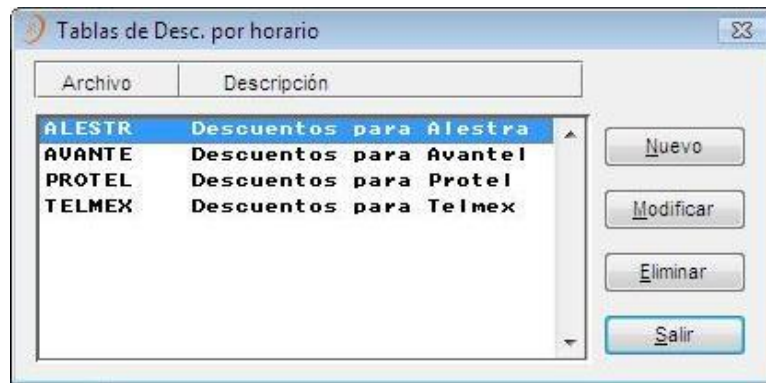 Tablas de Desc. por horario
Archivo Descripción
ALESTR Descuentos para Alestra
AVANTE Descuentos para Avantel
PROTEL Descuentos para Protel
TELMEX Descuentos para Telmex
Nuevo
Modificar
Eliminar
Salir